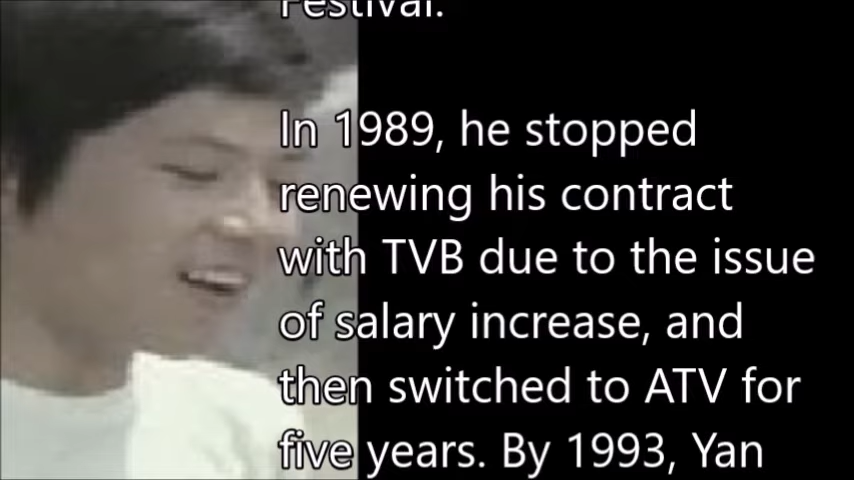 Festival.
In 1989, he stopped
renewing his contract
with TVB due to the issue
of salary increase, and
then switched to ATV for
five years. By 1993, Yan